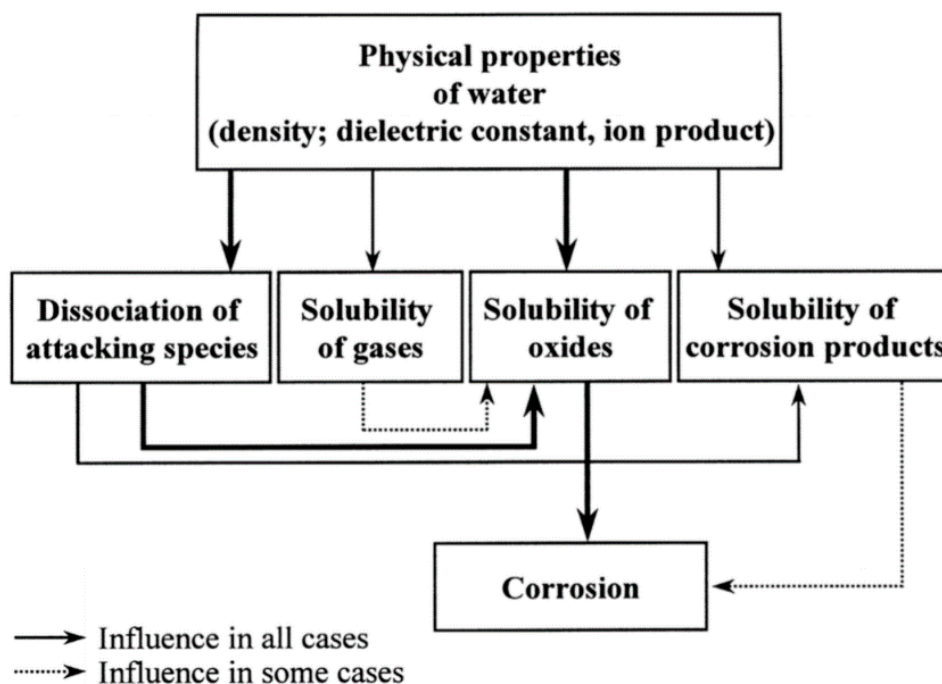 Physical properties
of water
(density; dielectric constant, ion product)
Dissociation of
attacking species
Solubility
of gases
Solubility of
oxides
Solubility of
corrosion products
Corrosion
Influence in all cases
Influence in some cases